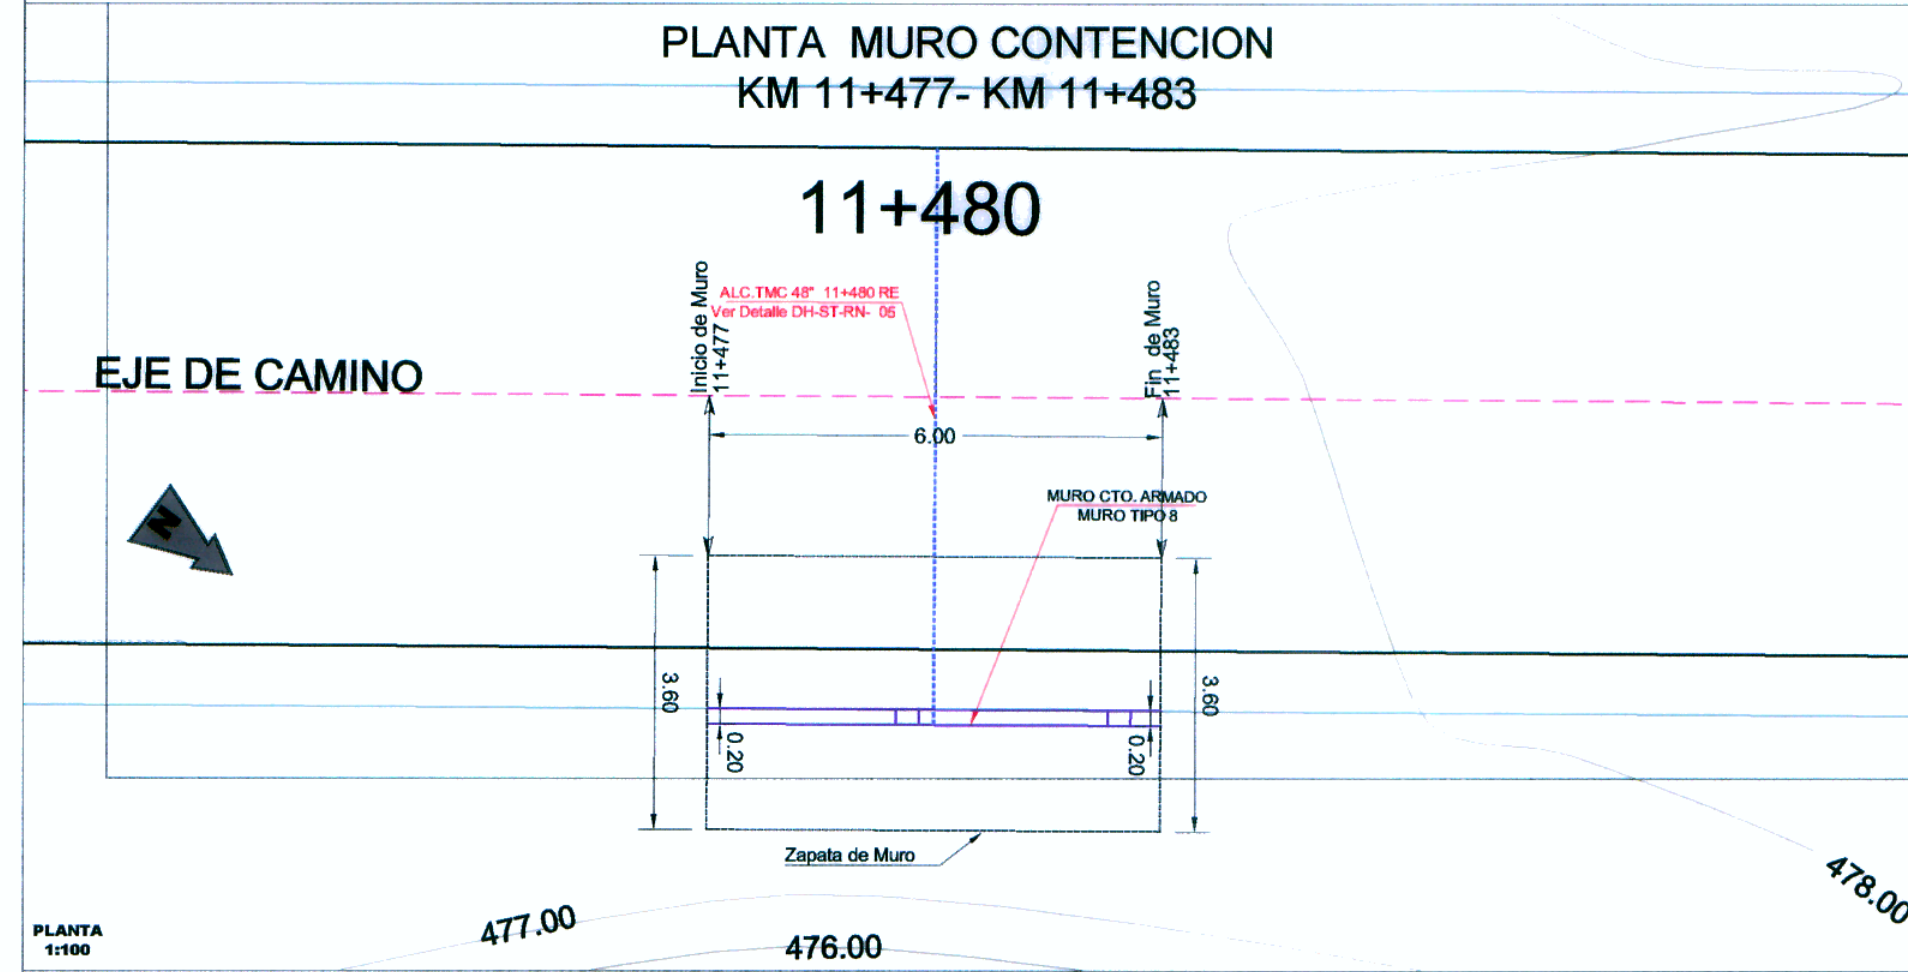 PLANTA MURO CONTENCION
KM 11+477- KM 11+483
11+480
Inicio de Muro
11+477
ALC.TMC 48" 11+480 RE
Ver Detalle DH-ST-RN- 06
Fin de Muro
11+483
EJE DE CAMINO
6.00
N
MURO CTO. ARMADO
MURO TIPO 8
3.60
3.60
0.20
0.20
Zapata de Muro
477.00
476.00
478.00
PLANTA
1:100